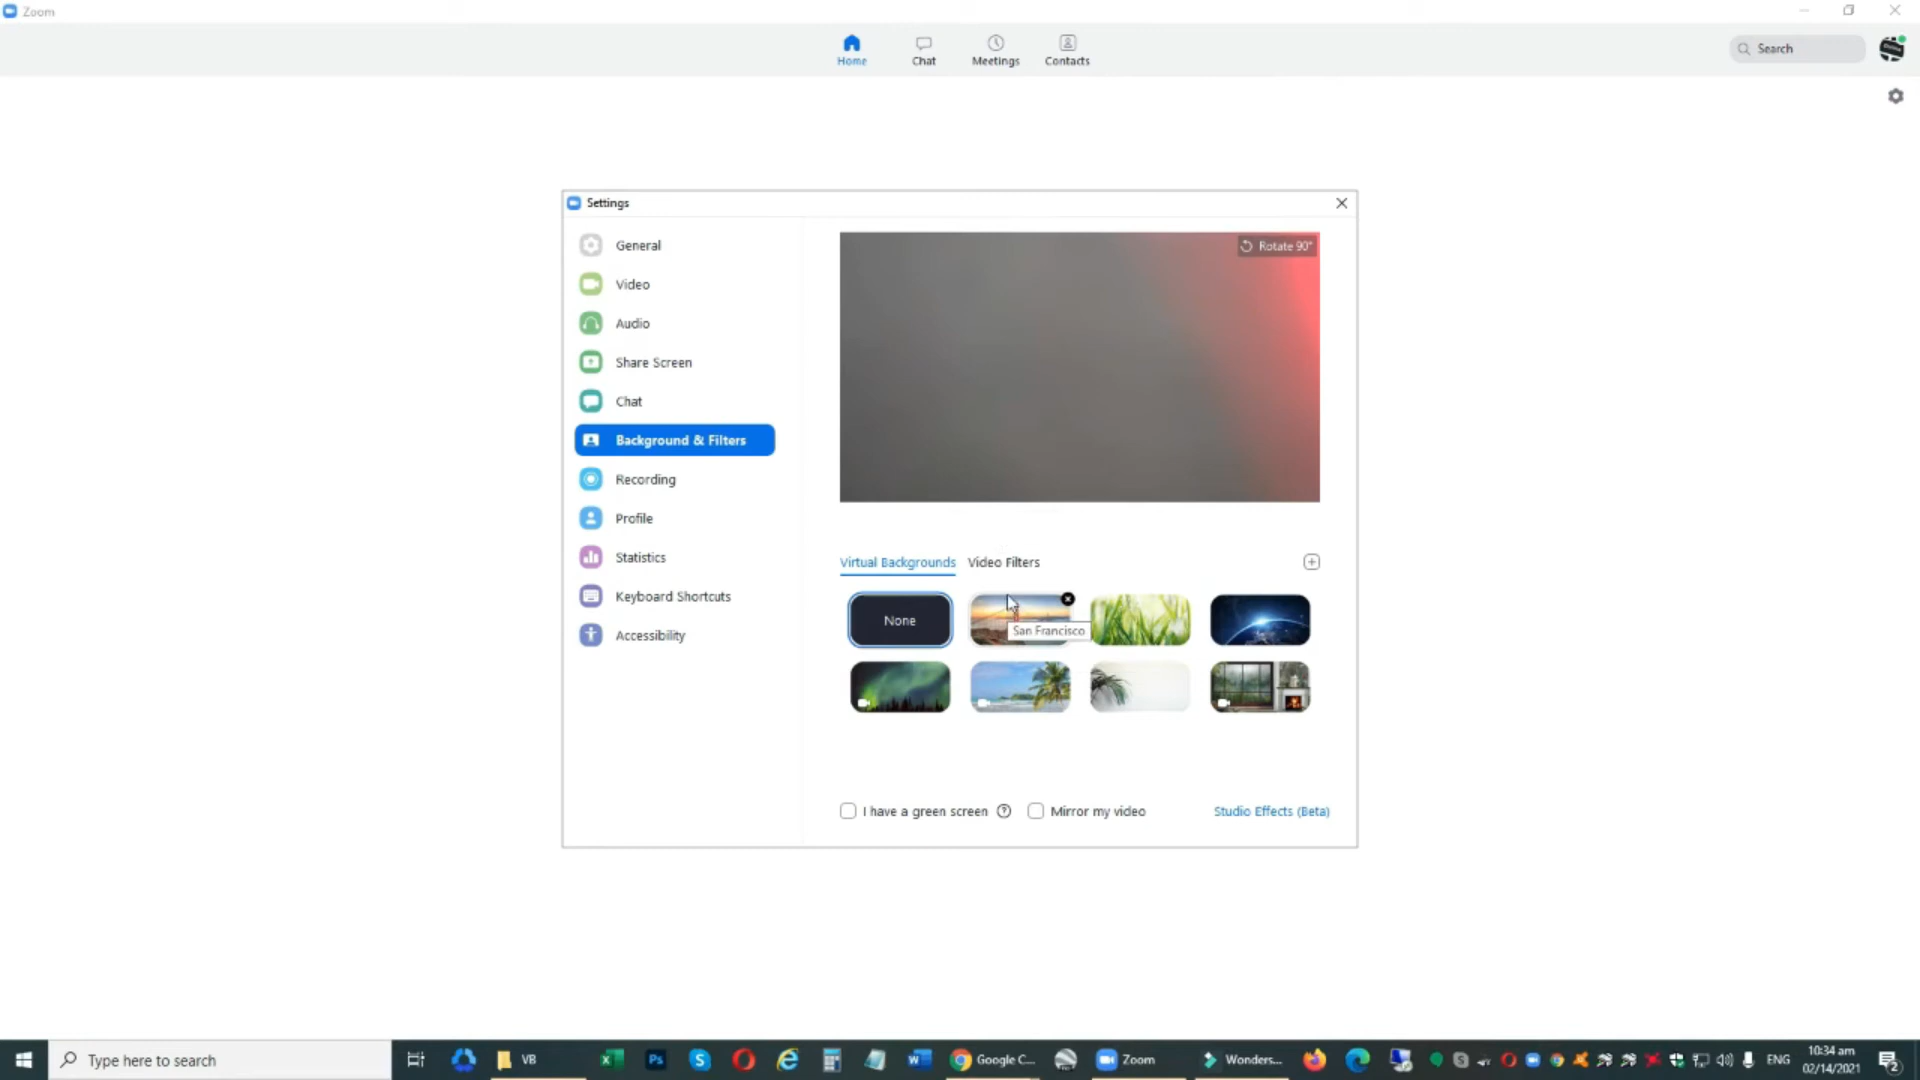 Zoom
Home
Chat
Meetings
Contacts
Search
Settings
General
Video
Audio
Share Screen
Chat
Background & Filters
Recording
Profile
Statistics
Keyboard Shortcuts
Accessibility
Rotate 90°
Virtual Backgrounds
Video Filters
None
San Francisco
I have a green screen
Mirror my video
Studio Effects (Beta)
Type here to search
VB
Ps
Google C...
Zoom
Wonders...
ENG
10:34 am
02/14/2021
2